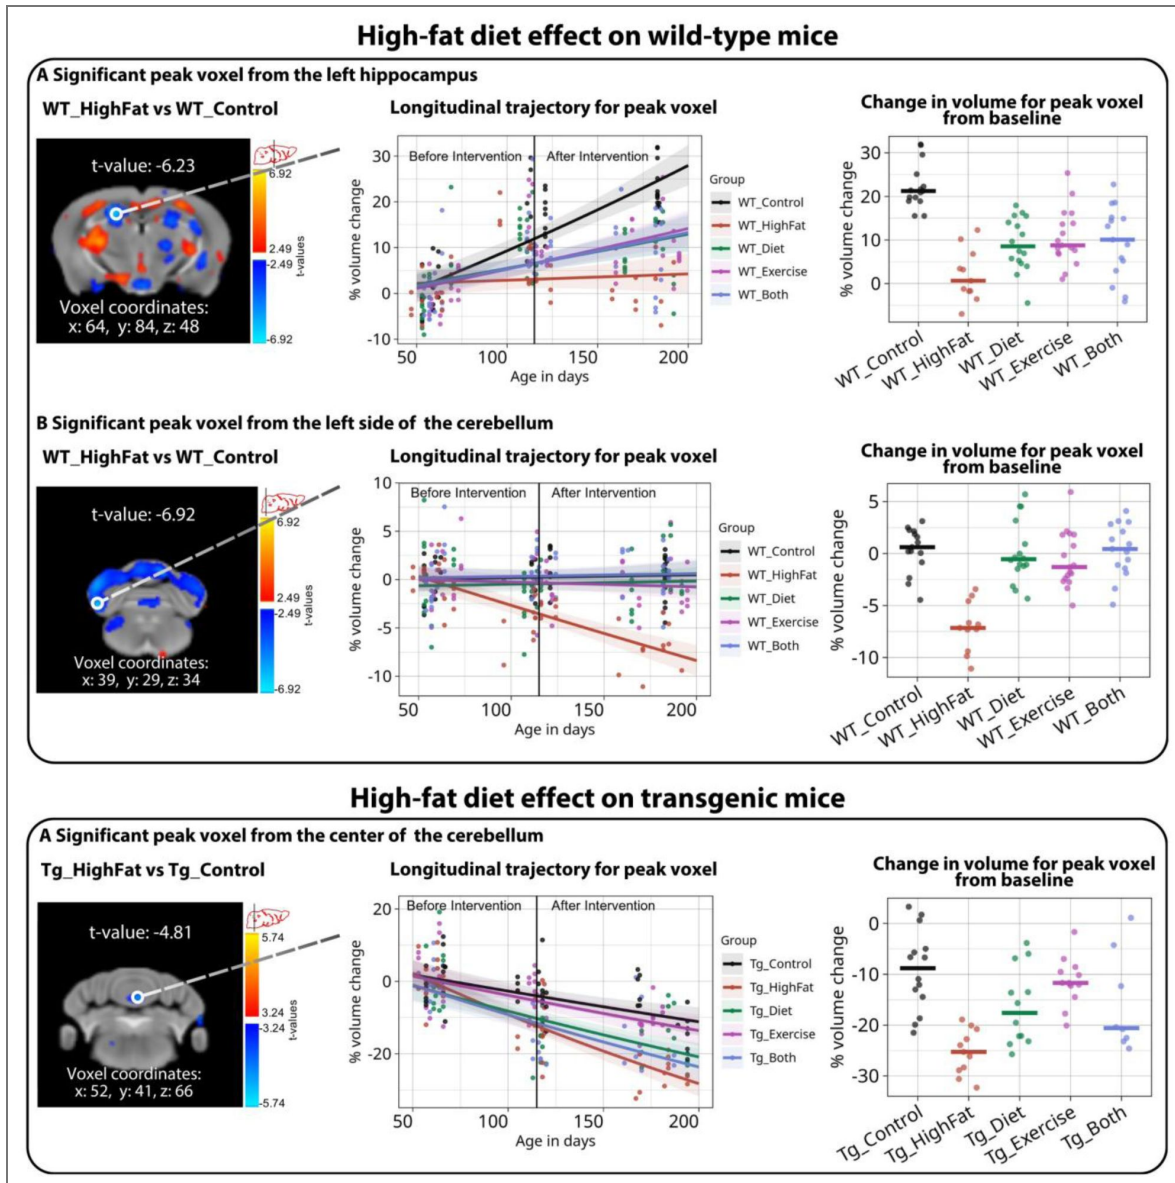 High-fat diet effect on wild-type mice
A Significant peak voxel from the left hippocampus
WT_HighFat vs WT_Control
t-value: -6.23
6.92
2.49
-2.49
-6.92
t-values
Voxel coordinates:
x: 64, y: 84, z: 48
Longitudinal trajectory for peak voxel
Before Intervention
After Intervention
% volume change
30
20
10
0
-10
50
100
150
200
Age in days
Group
WT_Control
WT_HighFat
WT_Diet
WT_Exercise
WT_Both
Change in volume for peak voxel
from baseline
% volume change
30
20
10
0
WT_Control
WT_HighFat
WT_Diet
WT_Exercise
WT_Both
B Significant peak voxel from the left side of the cerebellum
WT_HighFat vs WT_Control
t-value: -6.92
6.92
2.49
-2.49
-6.92
t-values
Voxel coordinates:
x: 39, y: 29, z: 34
Longitudinal trajectory for peak voxel
Before Intervention
After Intervention
% volume change
10
5
0
-5
-10
50
100
150
200
Age in days
Group
WT_Control
WT_HighFat
WT_Diet
WT_Exercise
WT_Both
Change in volume for peak voxel
from baseline
% volume change
5
0
-5
-10
WT_Control
WT_HighFat
WT_Diet
WT_Exercise
WT_Both
High-fat diet effect on transgenic mice
A Significant peak voxel from the center of the cerebellum
Tg_HighFat vs Tg_Control
t-value: -4.81
5.74
3.24
-3.24
-5.74
t-values
Voxel coordinates:
x: 52, y: 41, z: 66
Longitudinal trajectory for peak voxel
Before Intervention
After Intervention
% volume change
20
0
-20
50
100
150
200
Age in days
Group
Tg_Control
Tg_HighFat
Tg_Diet
Tg_Exercise
Tg_Both
Change in volume for peak voxel
from baseline
% volume change
0
-10
-20
-30
Tg_Control
Tg_HighFat
Tg_Diet
Tg_Exercise
Tg_Both